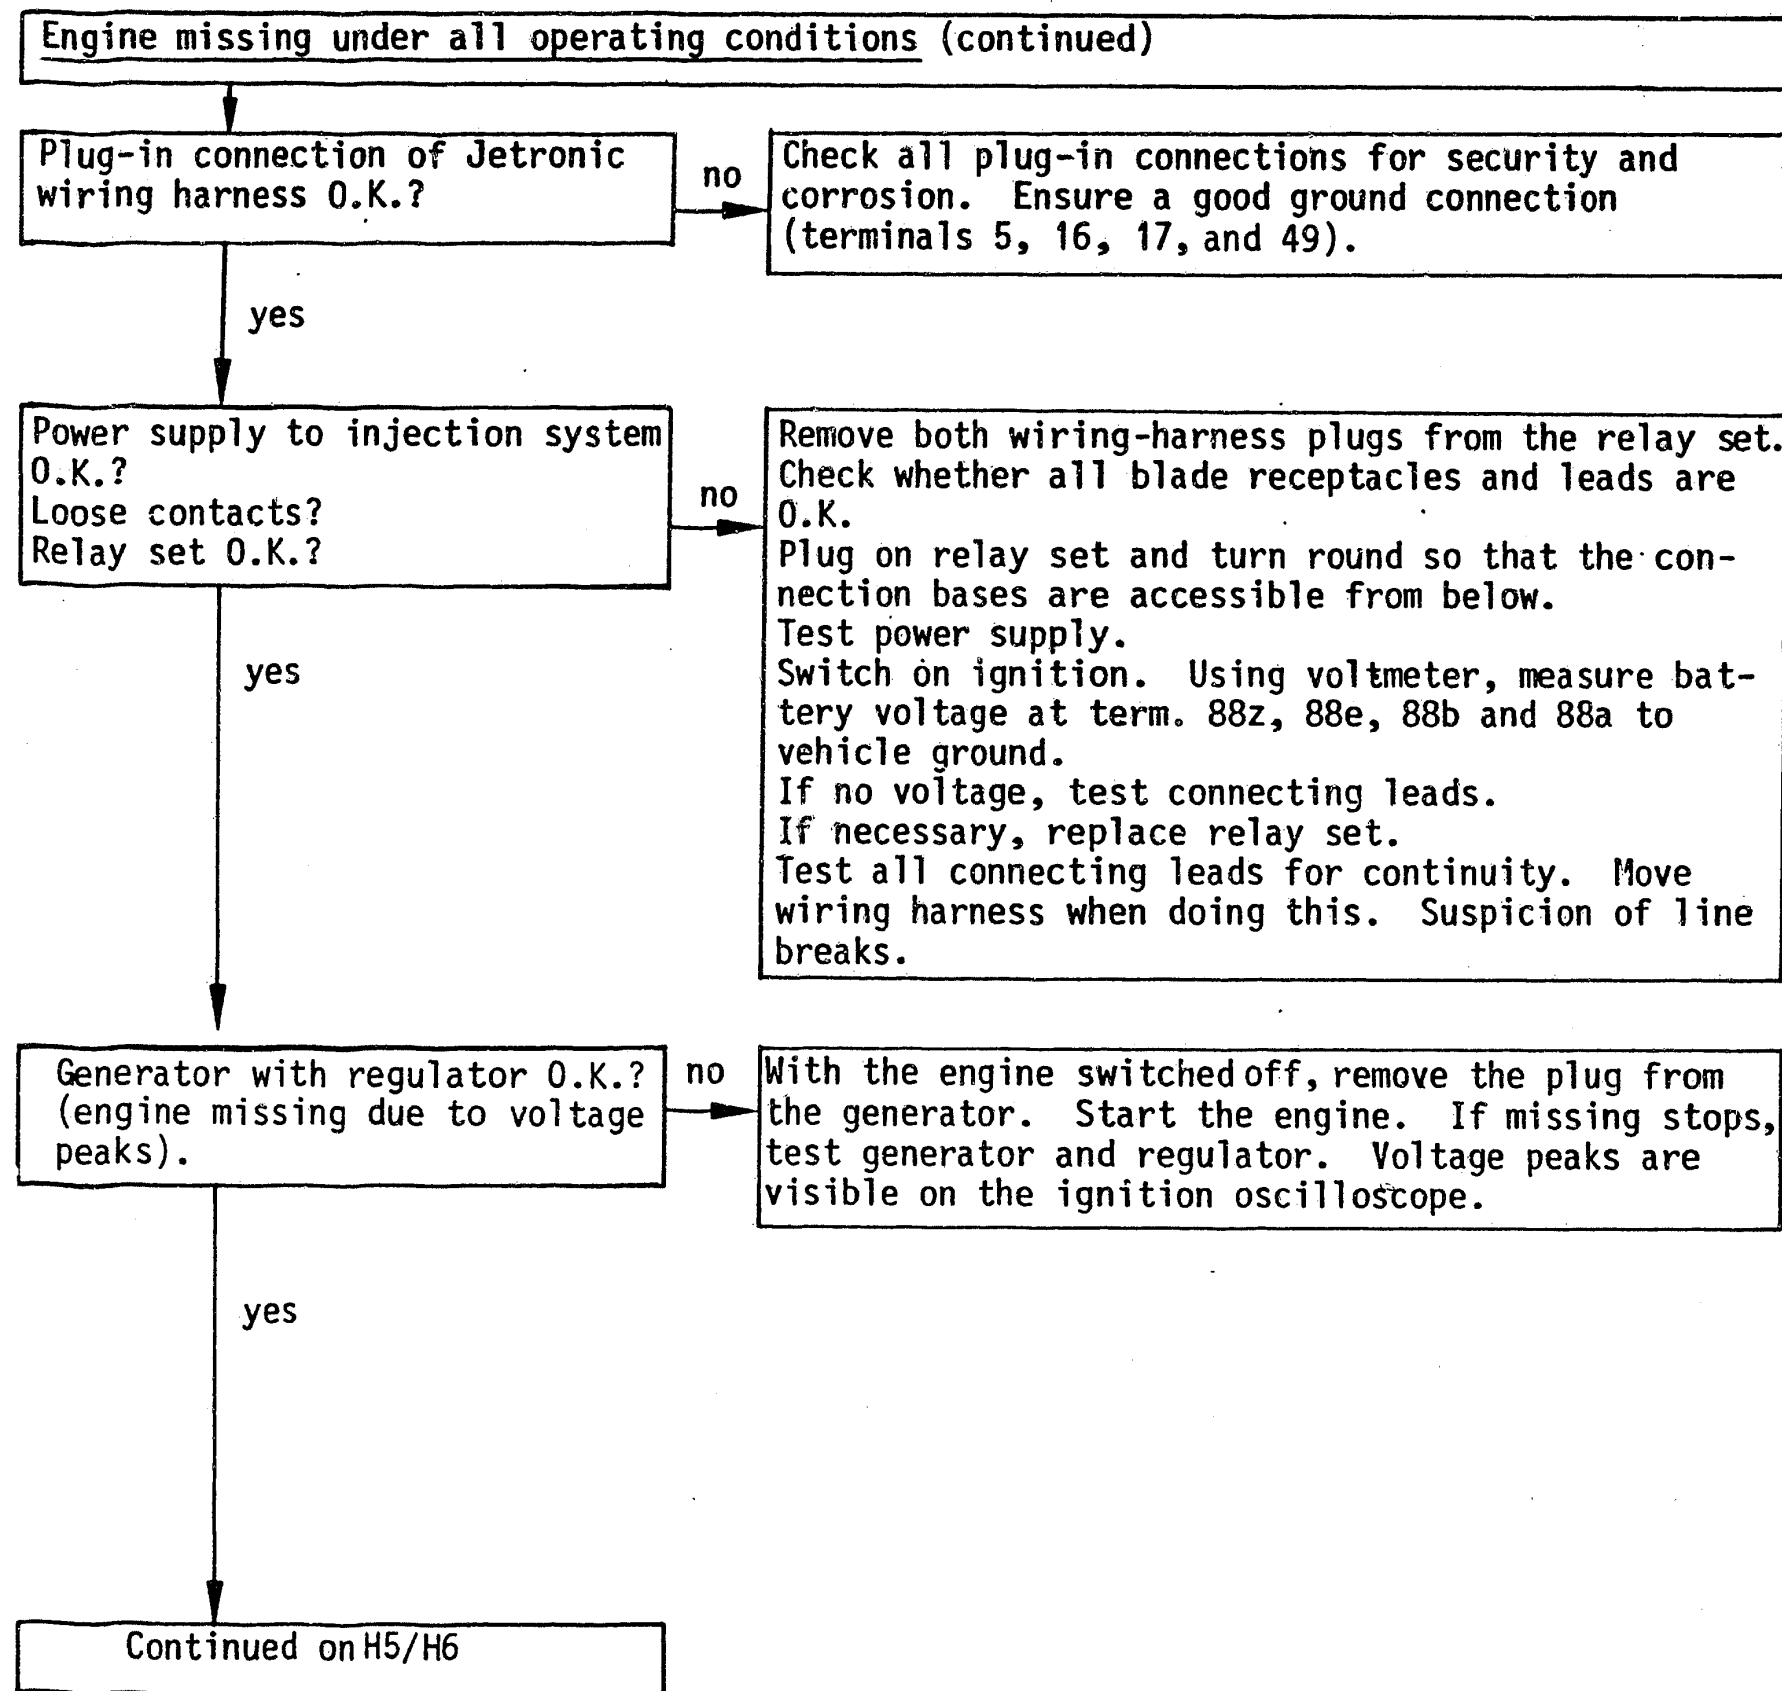 Engine missing under all operating conditions (continued)
Plug-in connection of Jetronic
wiring harness O.K.?
no
Check all plug-in connections for security and
corrosion. Ensure a good ground connection
(terminals 5, 16, 17, and 49).
yes
Power supply to injection system
O.K.?
Loose contacts?
Relay set O.K.?
no
Remove both wiring-harness plugs from the relay set.
Check whether all blade receptacles and leads are
O.K.
Plug on relay set and turn round so that the con-
nection bases are accessible from below.
Test power supply.
Switch on ignition. Using voltmeter, measure bat-
tery voltage at term. 88z, 88e, 88b and 88a to
vehicle ground.
If no voltage, test connecting leads.
If necessary, replace relay set.
Test all connecting leads for continuity. Move
wiring harness when doing this. Suspicion of line
breaks.
yes
Generator with regulator O.K.?
(engine missing due to voltage
peaks).
no
With the engine switched off, remove the plug from
the generator. Start the engine. If missing stops,
test generator and regulator. Voltage peaks are
visible on the ignition oscilloscope.
yes
Continued on H5/H6